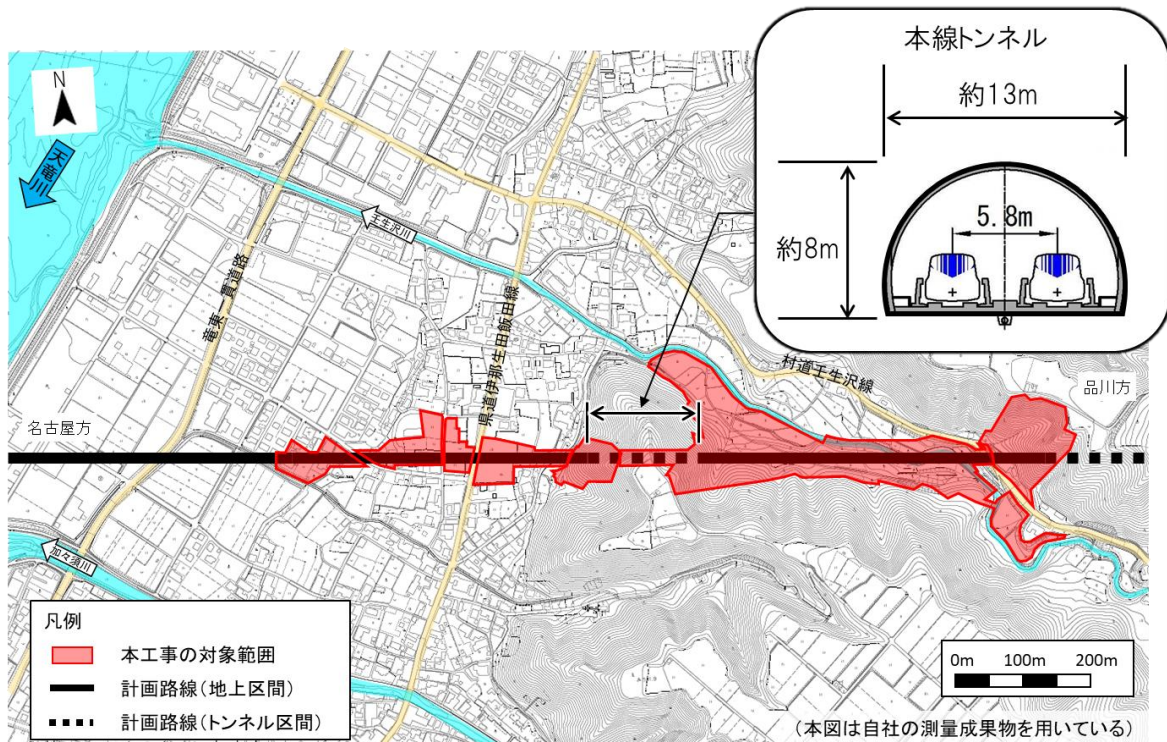 本線トンネル
約13m
約8m
5.8m
N
天竜川
壬生沢川
竜東一貫道路
県道伊那生田飯田線
村道壬生沢線
名古屋方
品川方
加々須川
凡例
本工事の対象範囲
計画路線(地上区間)
計画路線(トンネル区間)
0m 100m 200m
(本図は自社の測量成果物を用いている)